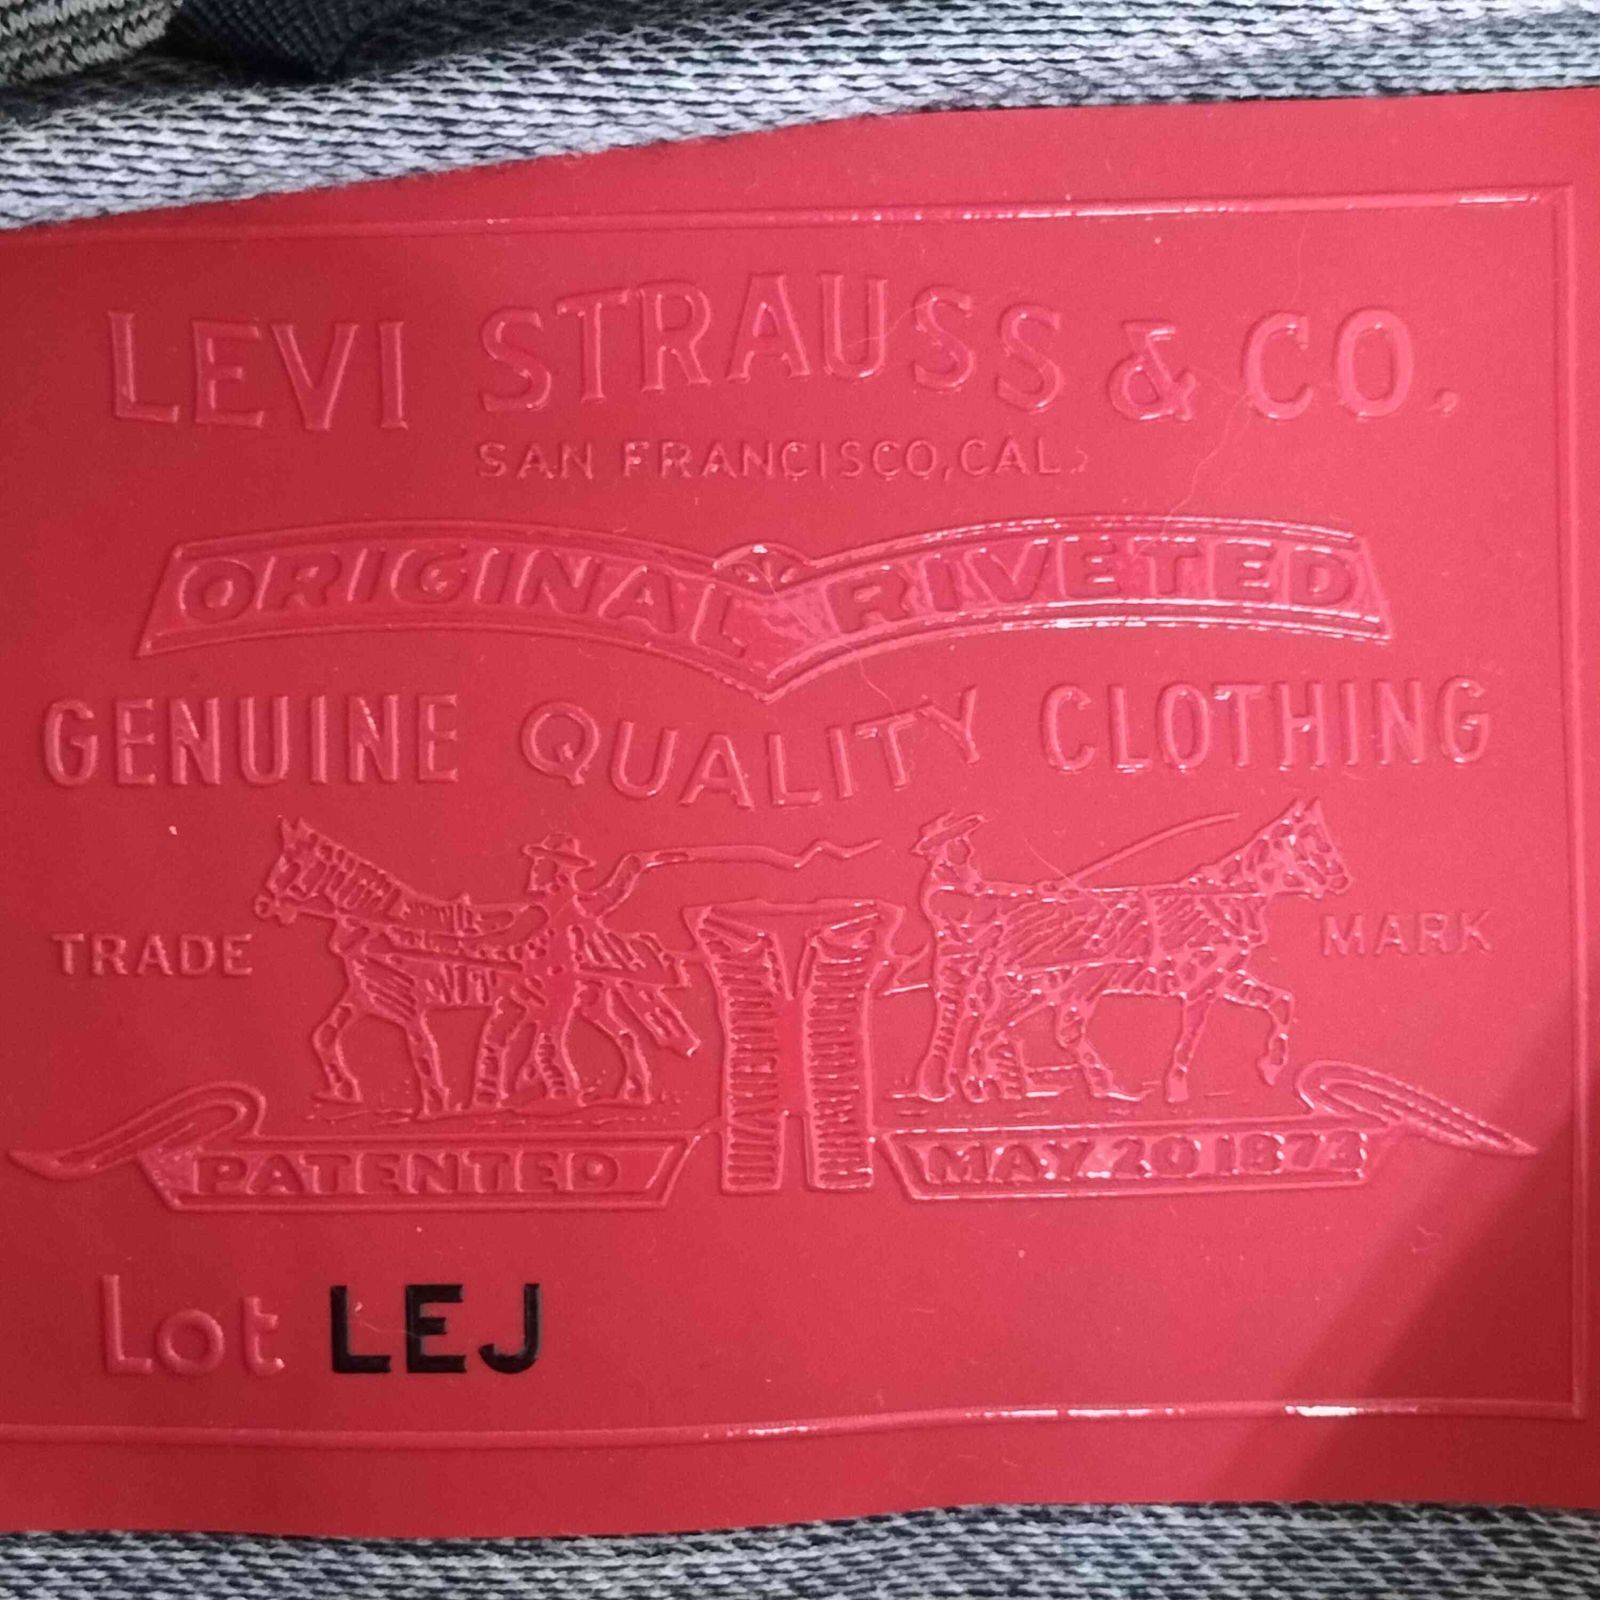 LEVI STRAUSS & CO.
SAN FRANCISCO, CAL.
ORIGINAL RIVETED
GENUINE QUALITY CLOTHING
TRADE MARK
PATENTED MAY 20 1873
Lot LEJ